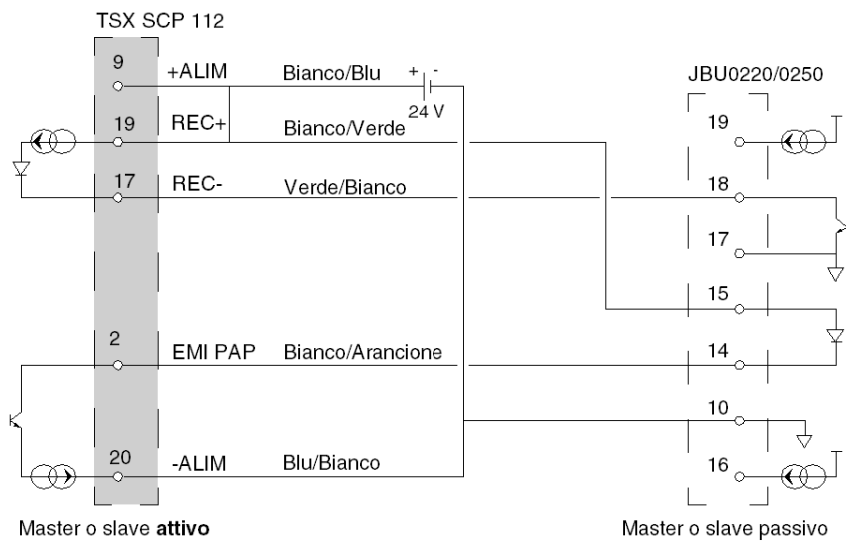 TSX SCP 112
9 +ALIM Bianco/Blu + - JBU0220/0250
24 V
19 REC+ Bianco/Verde 19
17 REC- Verde/Bianco 18
17
15
2 EMI PAP Bianco/Arancione 14
10
20 -ALIM Blu/Bianco 16
Master o slave attivo Master o slave passivo